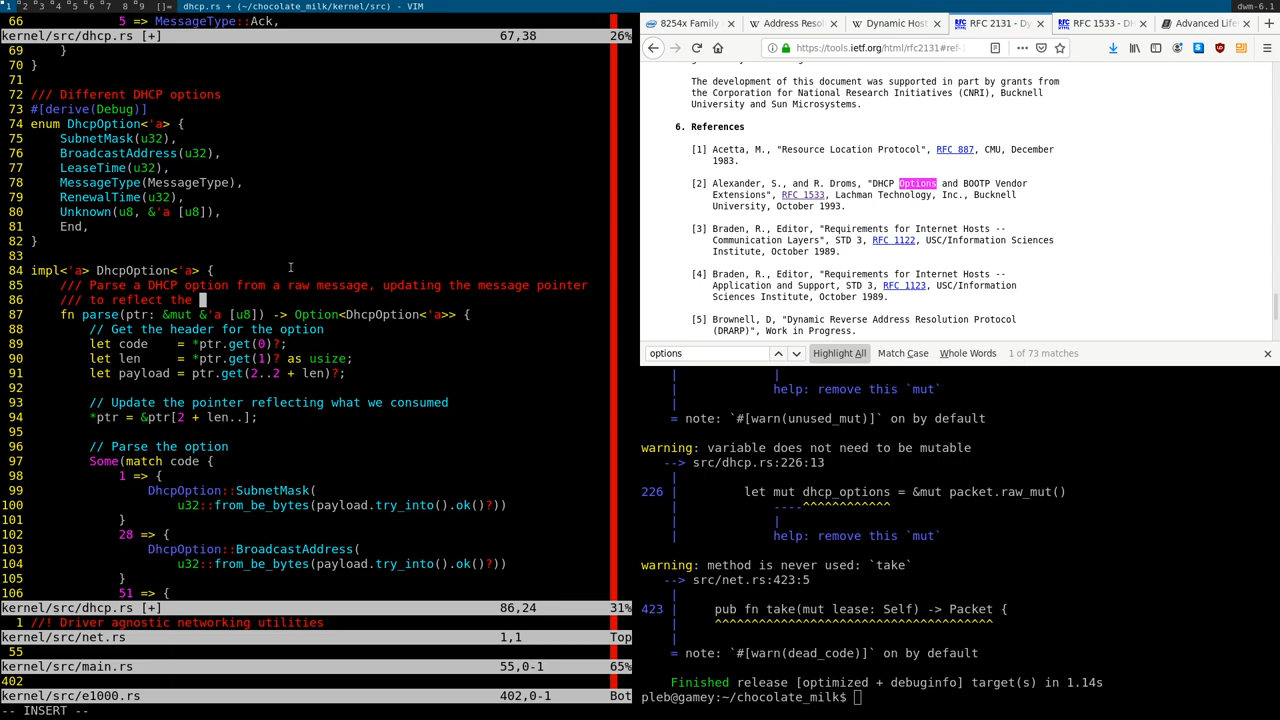 1 2 3 4 5 6 7 8 9 []= dhcp.rs + (~/chocolate_milk/kernel/src) - VIM dwm-6.1
66 5 => MessageType::Ack,
kernel/src/dhcp.rs [+] 67,38 26%
69 }
70 }
71
72 /// Different DHCP options
73 #[derive(Debug)]
74 enum DhcpOption<'a> {
75 SubnetMask(u32),
76 BroadcastAddress(u32),
77 LeaseTime(u32),
78 MessageType(MessageType),
79 RenewalTime(u32),
80 Unknown(u8, &'a [u8]),
81 End,
82 }
83
84 impl<'a> DhcpOption<'a> {
85 /// Parse a DHCP option from a raw message, updating the message pointer
86 /// to reflect the
87 fn parse(ptr: &mut &'a [u8]) -> Option<DhcpOption<'a>> {
88 // Get the header for the option
89 let code    = *ptr.get(0)?;
90 let len     = *ptr.get(1)? as usize;
91 let payload = ptr.get(2..2 + len)?;
92
93 // Update the pointer reflecting what we consumed
94 *ptr = &ptr[2 + len..];
95
96 // Parse the option
97 Some(match code {
98 1 => {
99 DhcpOption::SubnetMask(
100 u32::from_be_bytes(payload.try_into().ok()?))
101 }
102 28 => {
103 DhcpOption::BroadcastAddress(
104 u32::from_be_bytes(payload.try_into().ok()?))
105 }
106 51 => {
kernel/src/dhcp.rs [+] 86,24 31%
1 //! Driver agnostic networking utilities
kernel/src/net.rs 1,1 Top
55
kernel/src/main.rs 55,0-1 65%
402
kernel/src/e1000.rs 402,0-1 Bot
-- INSERT --
8254x Family Address Resol Dynamic Host RFC 2131 - Dy RFC 1533 - DH Advanced Life
https://tools.ietf.org/html/rfc2131#ref-
The development of this document was supported in part by grants from
the Corporation for National Research Initiatives (CNRI), Bucknell
University and Sun Microsystems.
6. References
[1] Acetta, M., "Resource Location Protocol", RFC 887, CMU, December
1983.
[2] Alexander, S., and R. Droms, "DHCP Options and BOOTP Vendor
Extensions", RFC 1533, Lachman Technology, Inc., Bucknell
University, October 1993.
[3] Braden, R., Editor, "Requirements for Internet Hosts --
Communication Layers", STD 3, RFC 1122, USC/Information Sciences
Institute, October 1989.
[4] Braden, R., Editor, "Requirements for Internet Hosts --
Application and Support, STD 3, RFC 1123, USC/Information
Sciences Institute, October 1989.
[5] Brownell, D, "Dynamic Reverse Address Resolution Protocol
(DRARP)", Work in Progress.
options Highlight All Match Case Whole Words 1 of 73 matches
| |
| help: remove this `mut`
|
= note: `#[warn(unused_mut)]` on by default
warning: variable does not need to be mutable
--> src/dhcp.rs:226:13
|
226 | let mut dhcp_options = &mut packet.raw_mut()
| ----^^^^^^^^^^^^
| |
| help: remove this `mut`
warning: method is never used: `take`
--> src/net.rs:423:5
|
423 | pub fn take(mut lease: Self) -> Packet {
| ^^^^^^^^^^^^^^^^^^^^^^^^^^^^^^^^^^^^^^
|
= note: `#[warn(dead_code)]` on by default
Finished release [optimized + debuginfo] target(s) in 1.14s
pleb@gamey:~/chocolate_milk$